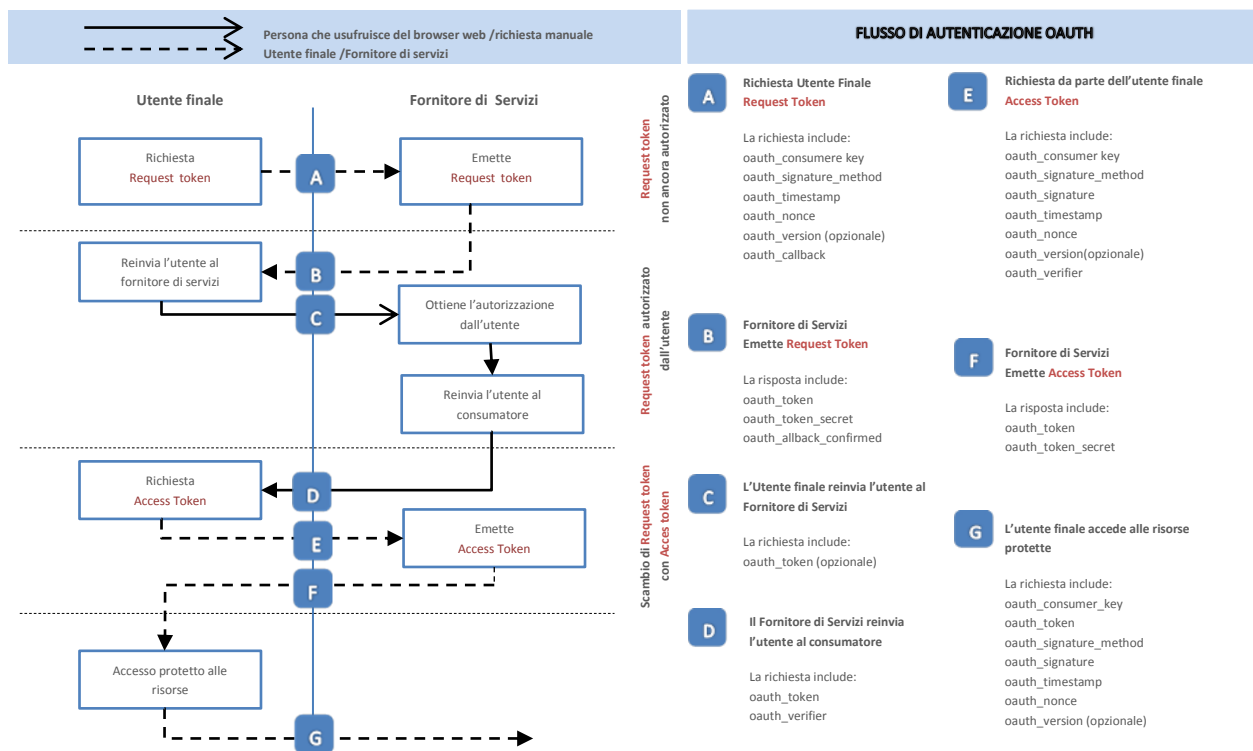 Persona che usufruisce del browser web /richiesta manuale
Utente finale /Fornitore di servizi
FLUSSO DI AUTENTICAZIONE OAUTH
Utente finale
Fornitore di Servizi
Richiesta
Request token
A
Emette
Request token
Request token
non ancora autorizzato
Reinvia l'utente al
fornitore di servizi
B
C
Ottiene l'autorizzazione
dall'utente
Reinvia l'utente al
consumatore
Request token autorizzato
dall'utente
Richiesta
Access Token
D
E
Emette
Access Token
F
Scambio di Request token
con Acces token
Accesso protetto alle
risorse
G
A
Richiesta Utente Finale
Request Token
La richiesta include:
oauth_consumere key
oauth_signature_method
oauth_timestamp
oauth_nonce
oauth_version (opzionale)
oauth_callback
B
Fornitore di Servizi
Emette Request Token
La risposta include:
oauth_token
oauth_token_secret
oauth_allback_confirmed
C
L'Utente finale reinvia l'utente al
Fornitore di Servizi
La richiesta include:
oauth_token (opzionale)
D
Il Fornitore di Servizi reinvia
l'utente al consumatore
La richiesta include:
oauth_token
oauth_verifier
E
Richiesta da parte dell'utente finale
Access Token
La richiesta include:
oauth_consumer key
oauth_signature_method
oauth_signature
oauth_timestamp
oauth_nonce
oauth_version(opzionale)
oauth_verifier
F
Fornitore di Servizi
Emette Access Token
La risposta include:
oauth_token
oauth_token_secret
G
L'utente finale accede alle risorse
protette
La richiesta include:
oauth_consumer_key
oauth_token
oauth_signature_method
oauth_signature
oauth_timestamp
oauth_nonce
oauth_version (opzionale)